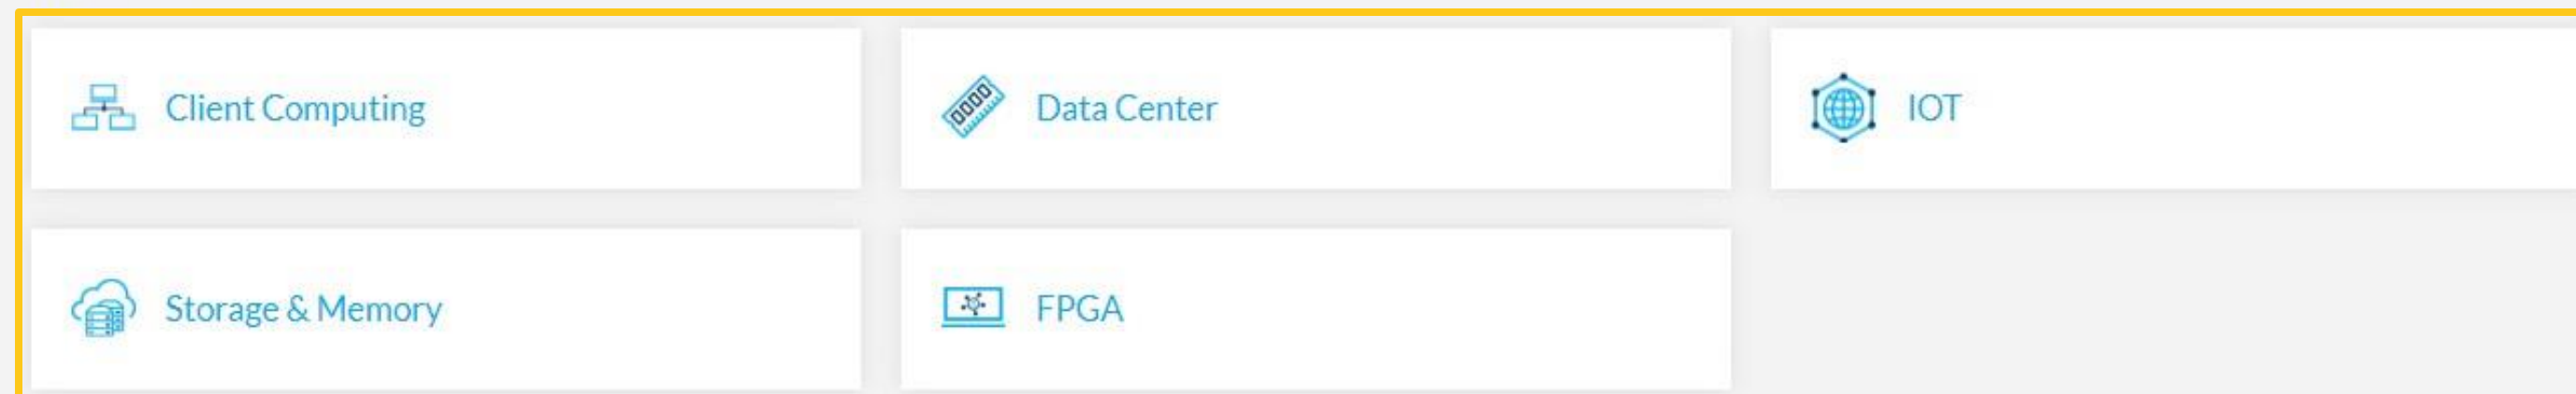 Client Computing
Data Center
IOT
Storage & Memory
FPGA